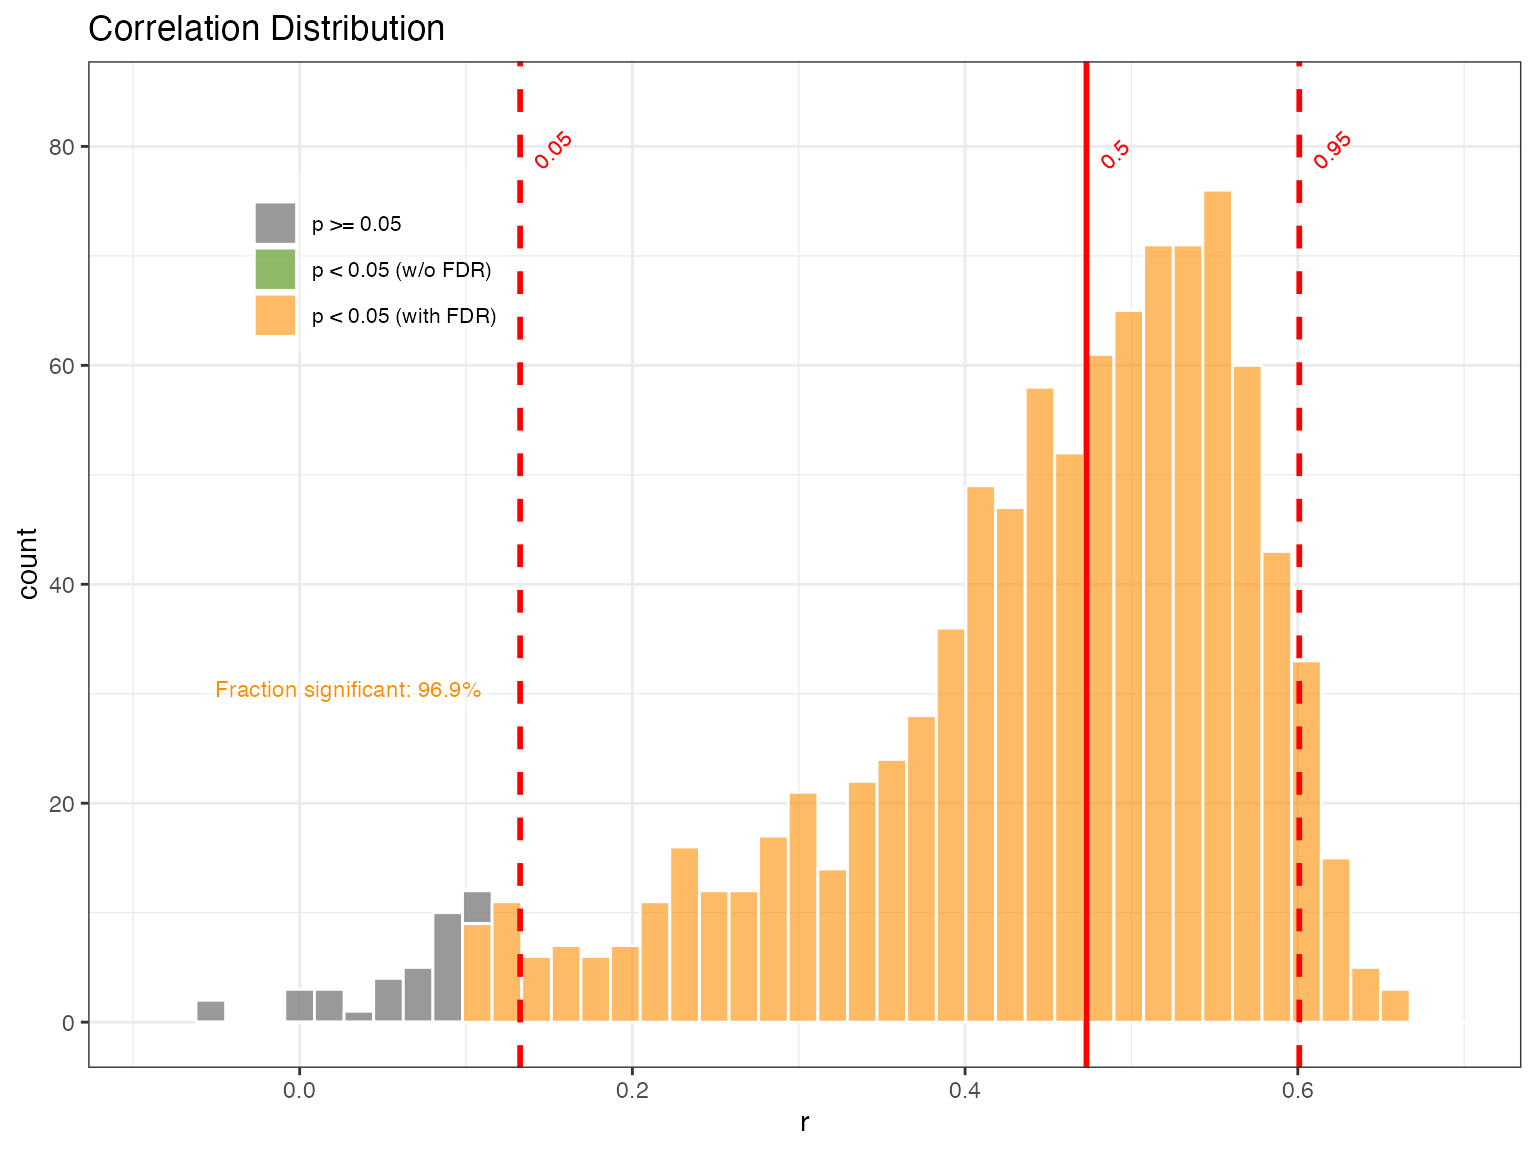 Correlation Distribution
80
60
40
20
0
count
0.05
0.5
0.95
p >= 0.05
p < 0.05 (w/o FDR)
p < 0.05 (with FDR)
Fraction significant: 96.9%
0.0
0.2
0.4
0.6
r